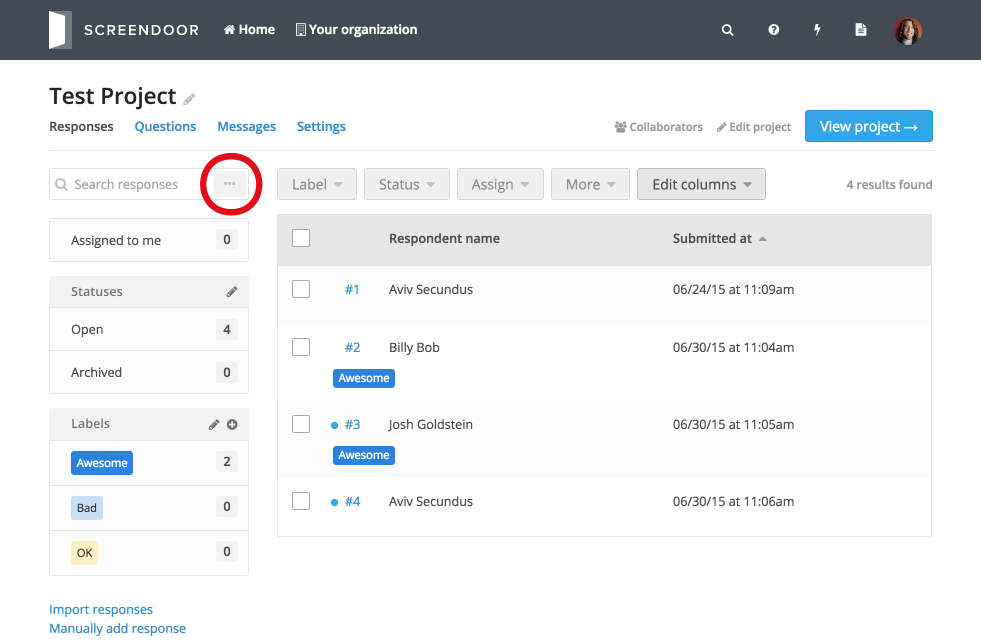 SCREENDOOR Home Your organization
Test Project
Responses Questions Messages Settings
Collaborators Edit project View project →
Search responses ...
Label Status Assign More Edit columns 4 results found
Assigned to me 0
Statuses
Open 4
Archived 0
Labels
Awesome 2
Bad 0
OK 0
Import responses
Manually add response
Respondent name Submitted at
#1 Aviv Secundus 06/24/15 at 11:09am
#2 Billy Bob 06/30/15 at 11:04am
Awesome
#3 Josh Goldstein 06/30/15 at 11:05am
Awesome
#4 Aviv Secundus 06/30/15 at 11:06am